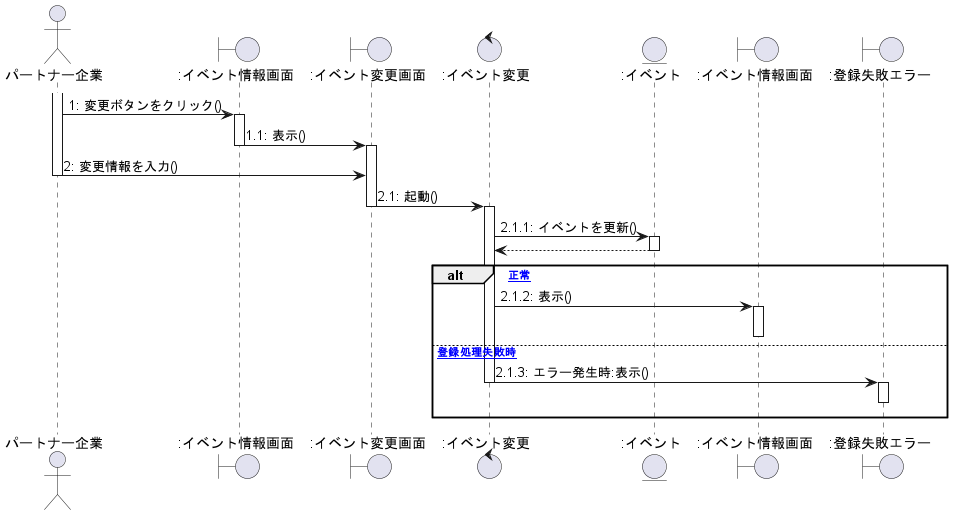 パートナー企業
:イベント情報画面
:イベント変更画面
:イベント変更
:イベント
:イベント情報画面
:登録失敗エラー
1: 変更ボタンをクリック()
1.1: 表示()
2: 変更情報を入力()
2.1: 起動()
2.1.1: イベントを更新()
alt
正常
2.1.2: 表示()
登録処理失敗時
2.1.3: エラー発生時:表示()
パートナー企業
:イベント情報画面
:イベント変更画面
:イベント変更
:イベント
:イベント情報画面
:登録失敗エラー